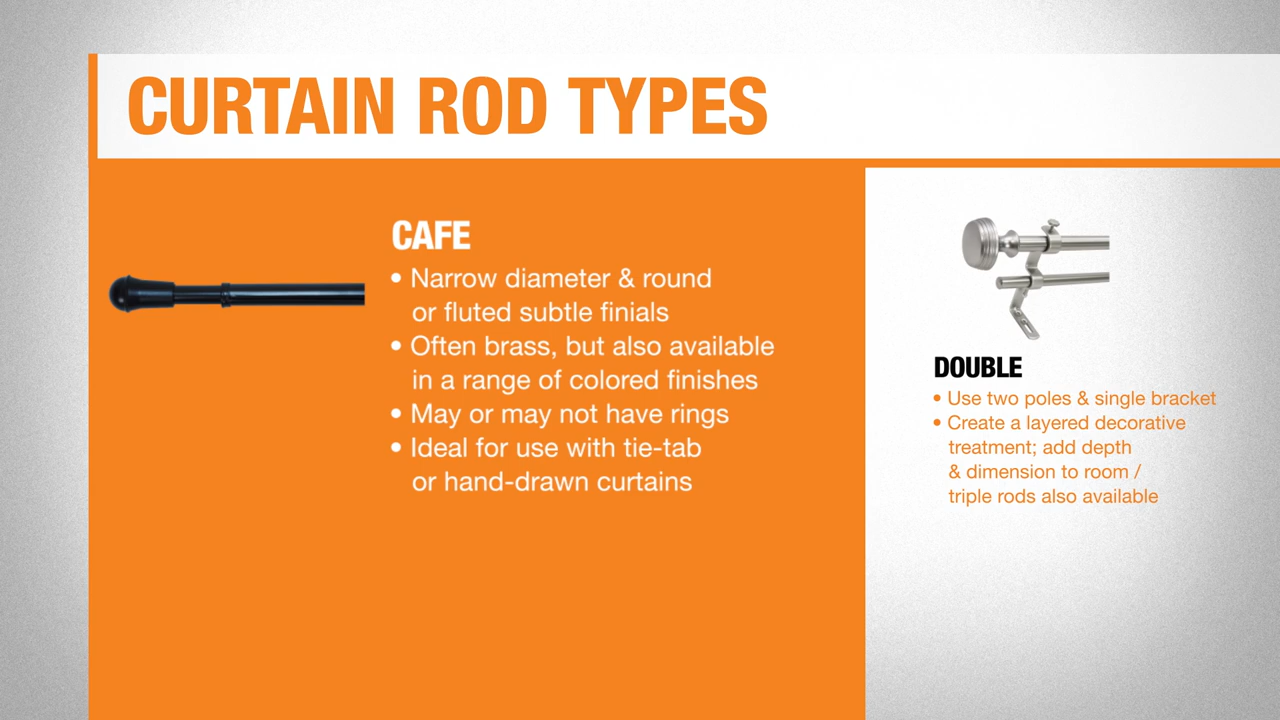 CURTAIN ROD TYPES
CAFE
• Narrow diameter & round
or fluted subtle finials
• Often brass, but also available
in a range of colored finishes
• May or may not have rings
• Ideal for use with tie-tab
or hand-drawn curtains
DOUBLE
• Use two poles & single bracket
• Create a layered decorative
treatment; add depth
& dimension to room /
triple rods also available